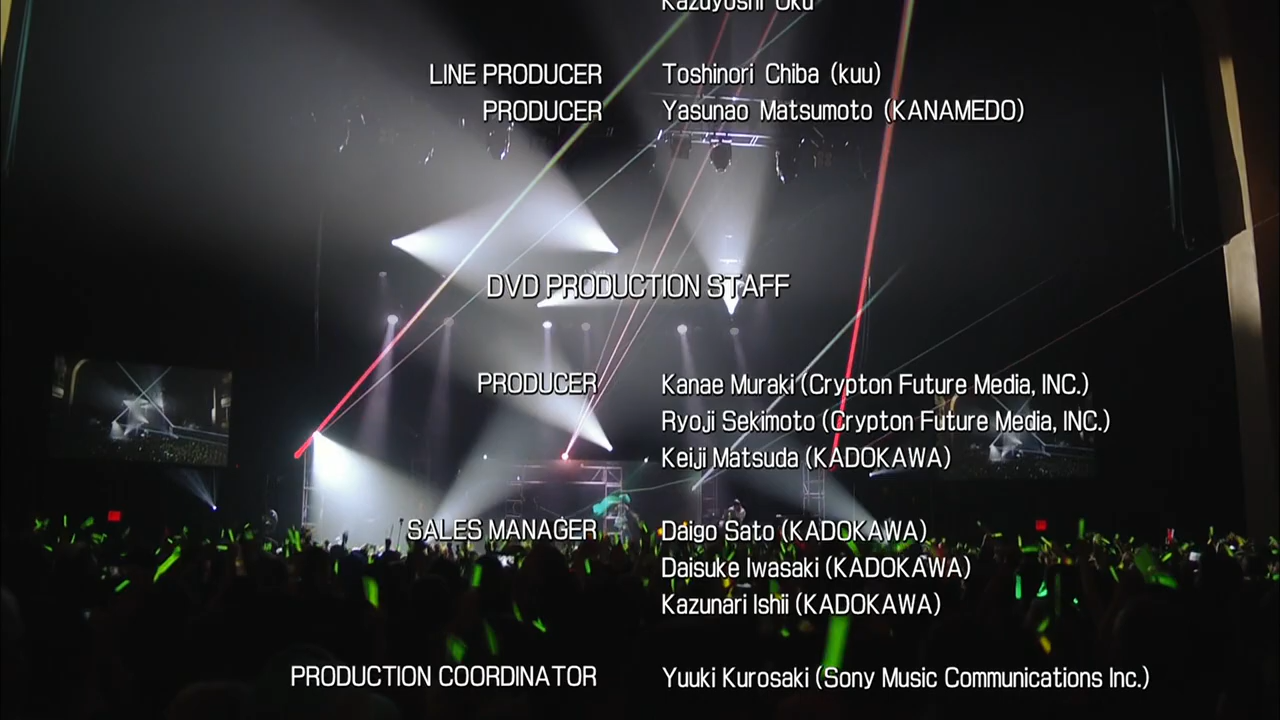 Kazuyoshi Oku
LINE PRODUCER Toshinori Chiba (kuu)
PRODUCER Yasunao Matsumoto (KANAMEDO)
DVD PRODUCTION STAFF
PRODUCER Kanae Muraki (Crypton Future Media, INC.)
Ryoji Sekimoto (Crypton Future Media, INC.)
Keiji Matsuda (KADOKAWA)
SALES MANAGER Daigo Sato (KADOKAWA)
Daisuke Iwasaki (KADOKAWA)
Kazunari Ishii (KADOKAWA)
PRODUCTION COORDINATOR Yuuki Kurosaki (Sony Music Communications Inc.)